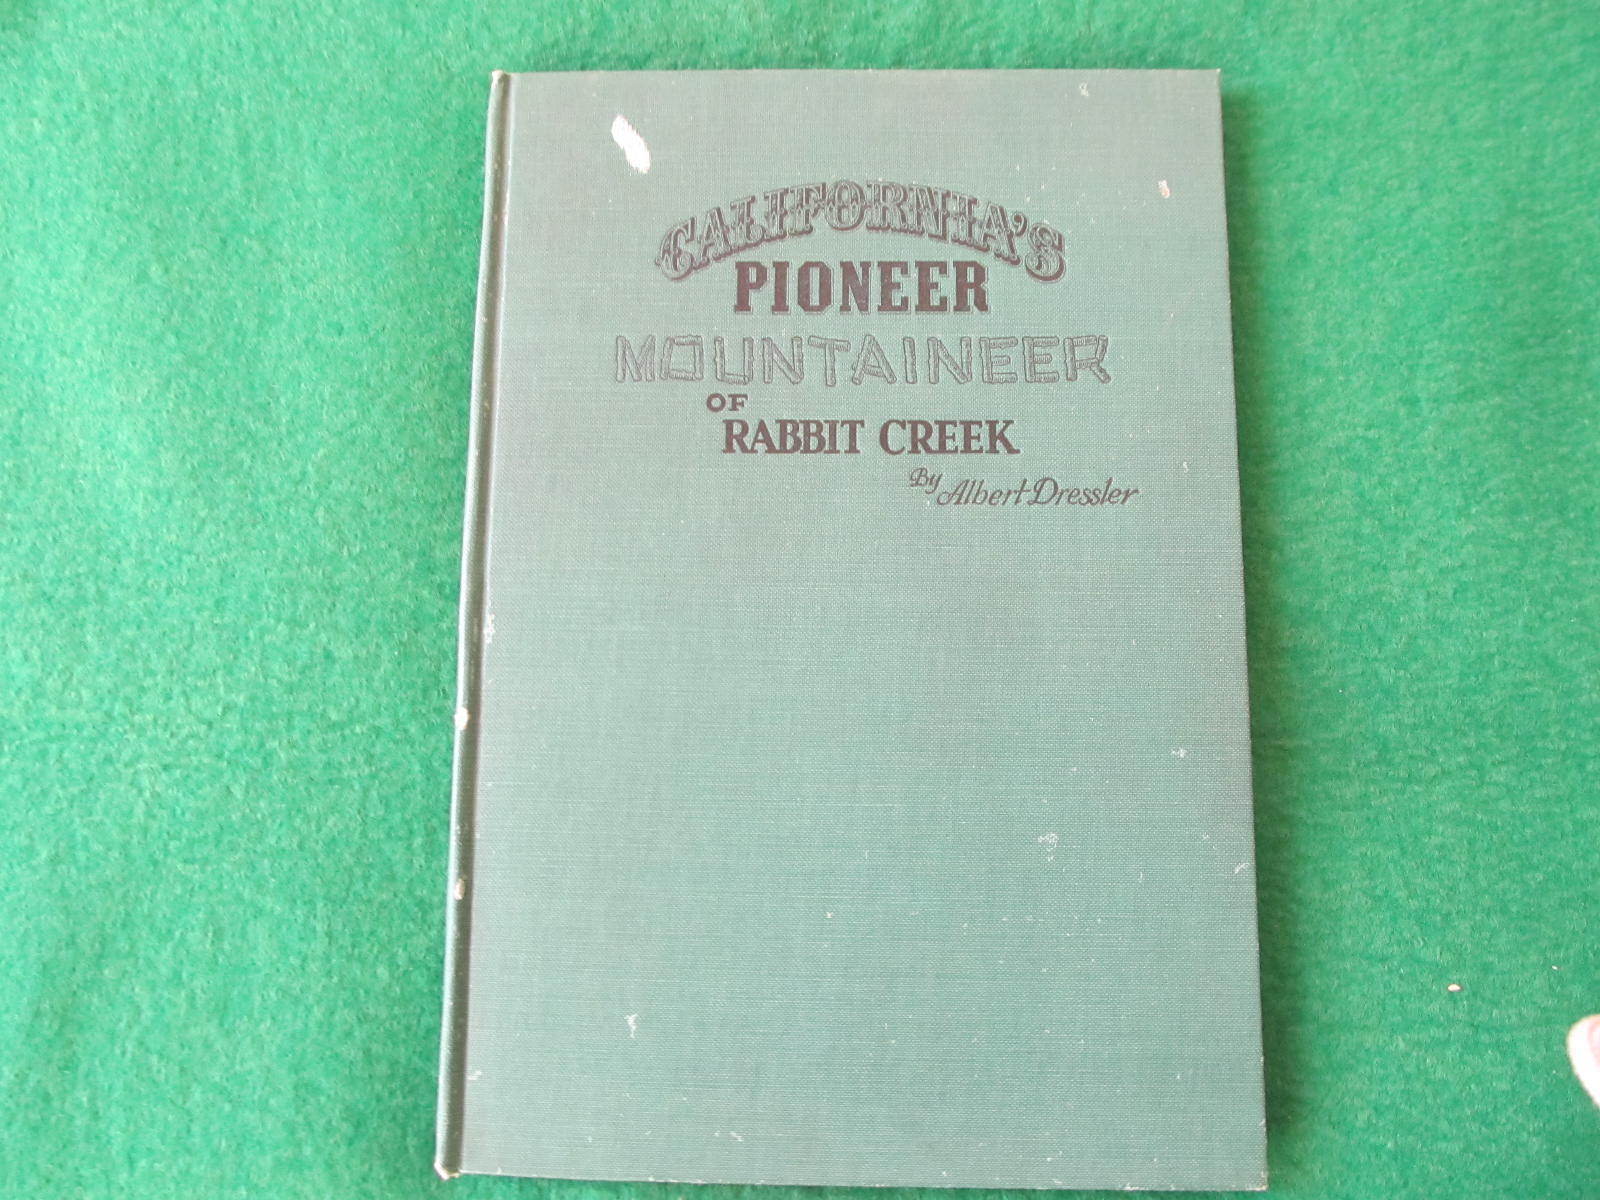 CALIFORNIA'S
PIONEER
MOUNTAINEER
OF
RABBIT CREEK
By Albert Dressler